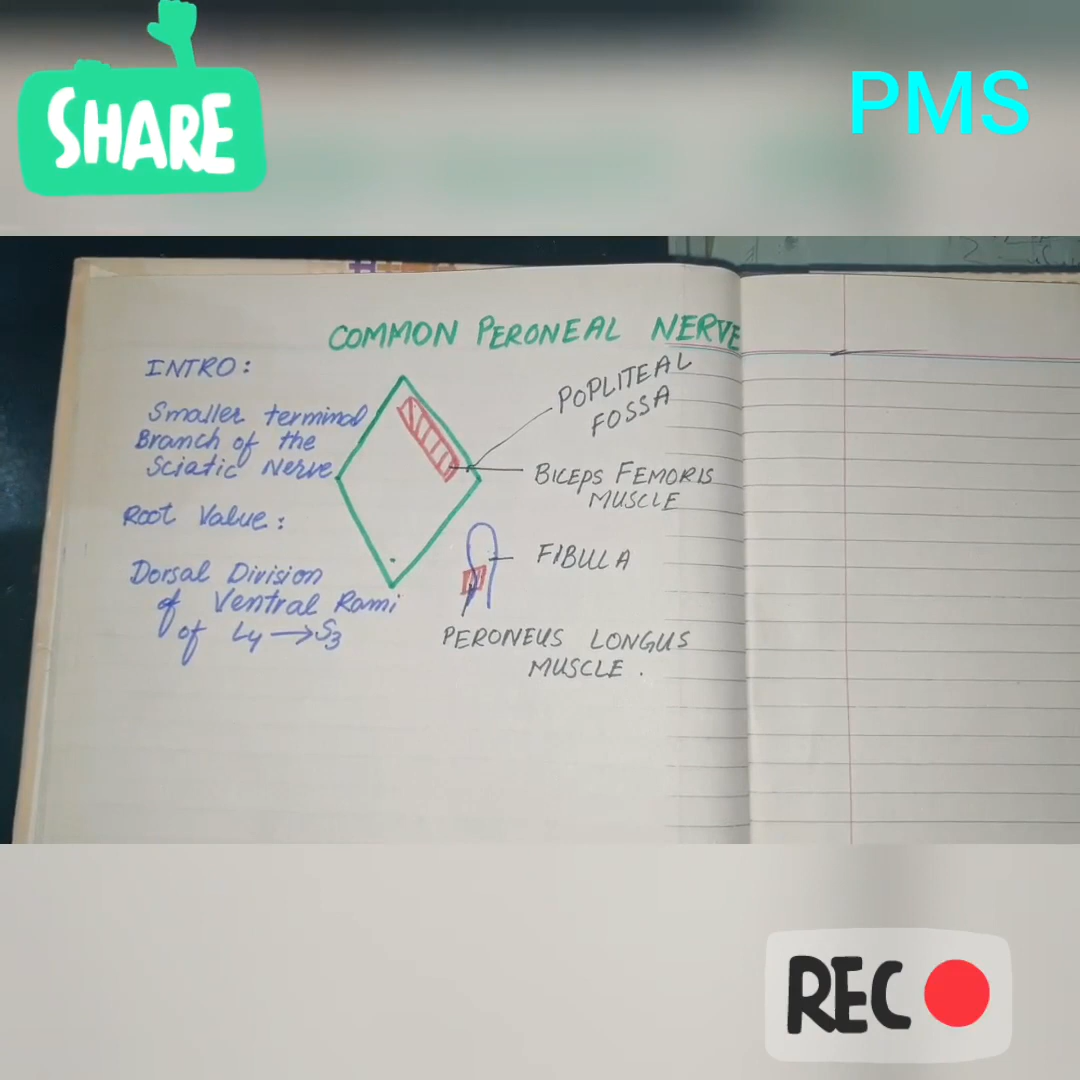 SHARE
PMS
COMMON PERONEAL NERVE
INTRO:
Smaller terminal
Branch of the
Sciatic Nerve
Root Value:
Dorsal Division
of Ventral Rami
of L4 → S3
POPLITEAL
FOSSA
BICEPS FEMORIS
MUSCLE
FIBULA
PERONEUS LONGUS
MUSCLE.
REC